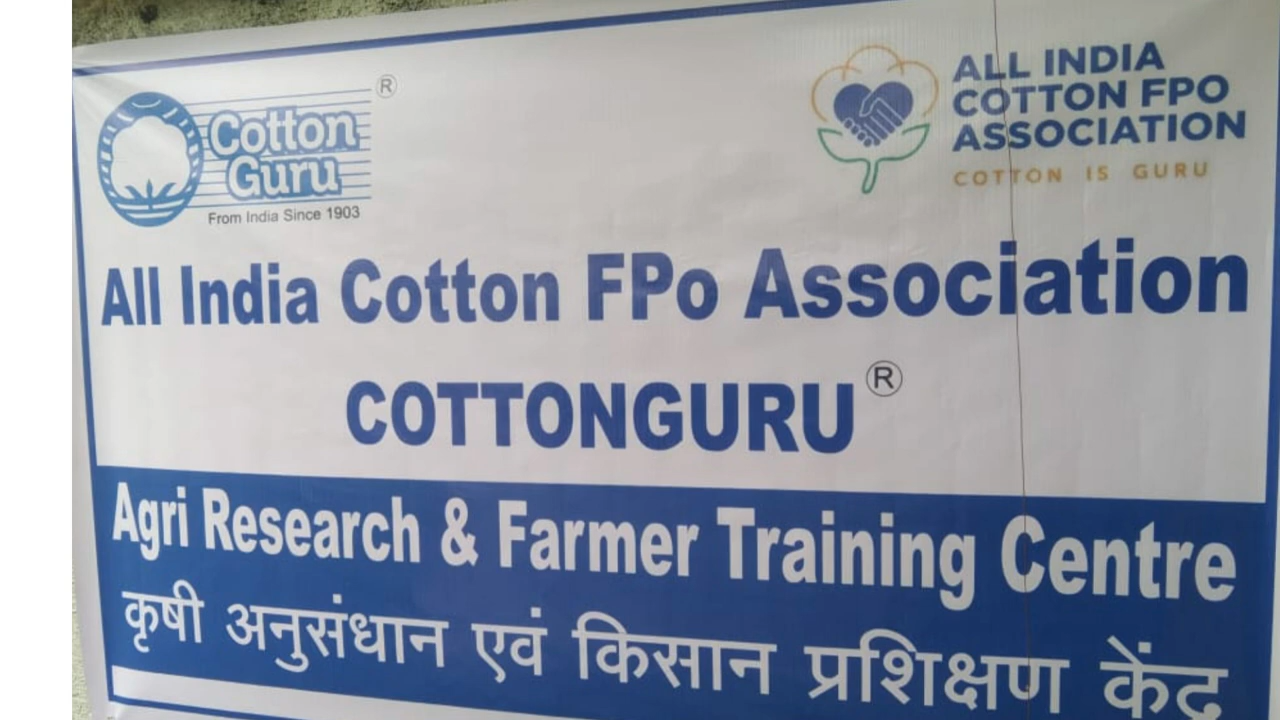 Cotton
Guru
®
From India Since 1903
ALL INDIA
COTTON FPO
ASSOCIATION
COTTON IS GURU
All India Cotton FPo Association
COTTONGURU®
Agri Research & Farmer Training Centre
कृषी अनुसंधान एवं किसान प्रशिक्षण केंद्र